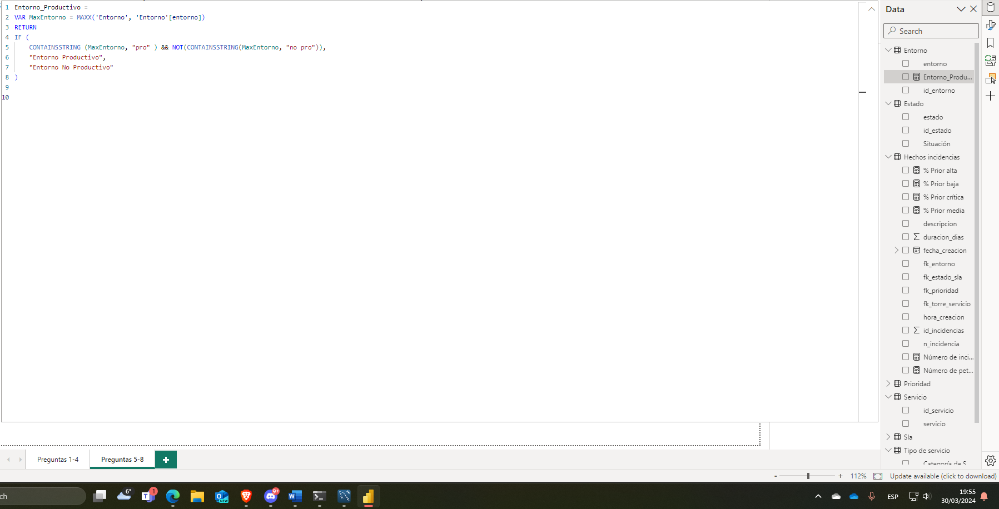 1 Entorno_Productivo =
2 VAR MaxEntorno = MAXX('Entorno', 'Entorno'[entorno])
3 RETURN
4 IF (
5 CONTAINSSTRING (MaxEntorno, "pro" ) && NOT(CONTAINSSTRING(MaxEntorno, "no pro")),
6 "Entorno Productivo",
7 "Entorno No Productivo"
8 )
9
10
Data
Search
Entorno
entorno
Entorno_Produ...
id_entorno
Estado
estado
id_estado
Situación
Hechos incidencias
% Prior alta
% Prior baja
% Prior crítica
% Prior media
descripcion
duracion_dias
fecha_creacion
fk_entorno
fk_estado_sla
fk_prioridad
fk_torre_servicio
hora_creacion
id_incidencias
n_incidencia
Número de inci...
Número de pet...
Prioridad
Servicio
id_servicio
servicio
Sla
Tipo de servicio
Categoría de S
Preguntas 1-4
Preguntas 5-8
+
- + 112% Update available (click to download)
ch
6°
1
NEW
9+
ESP
19:55
30/03/2024